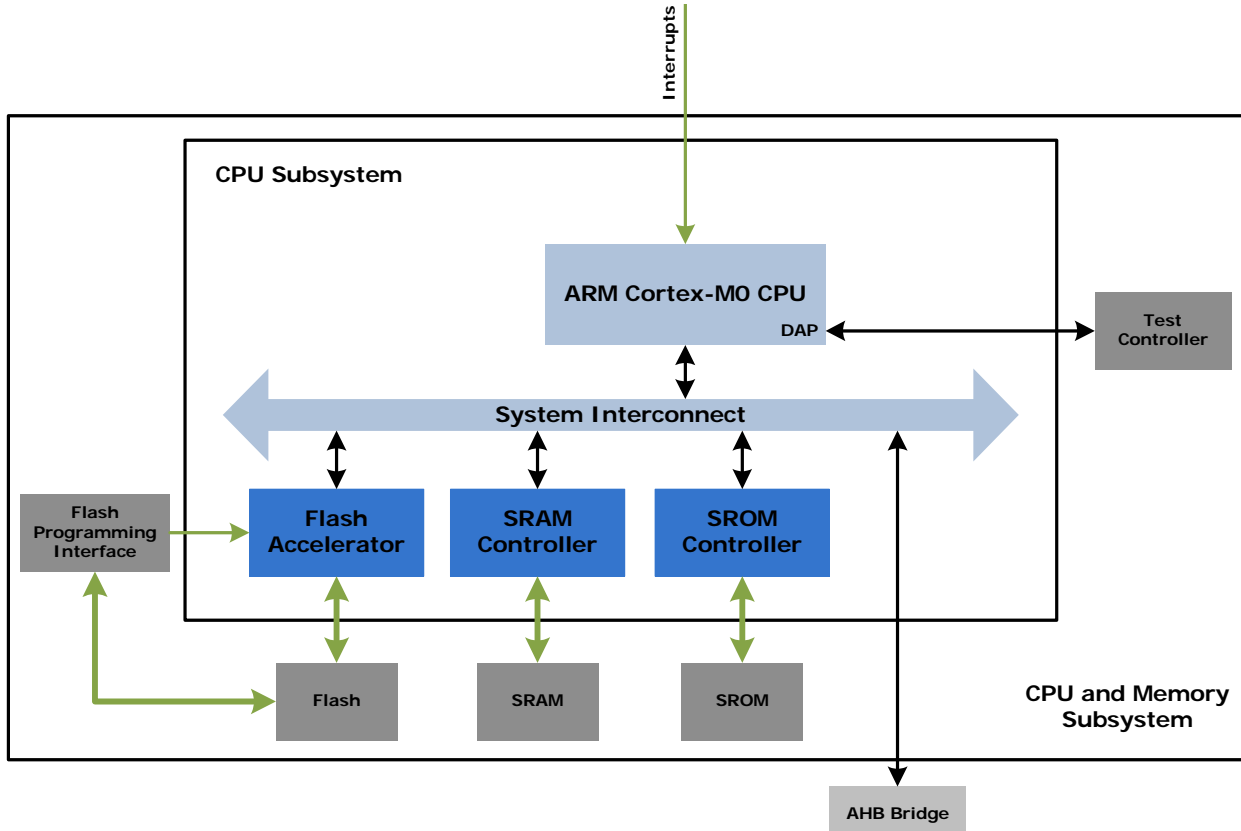 Interrupts
CPU Subsystem
ARM Cortex-M0 CPU
DAP
Test
Controller
System Interconnect
Flash
Programming
Interface
Flash
Accelerator
SRAM
Controller
SROM
Controller
Flash
SRAM
SROM
CPU and Memory
Subsystem
AHB Bridge